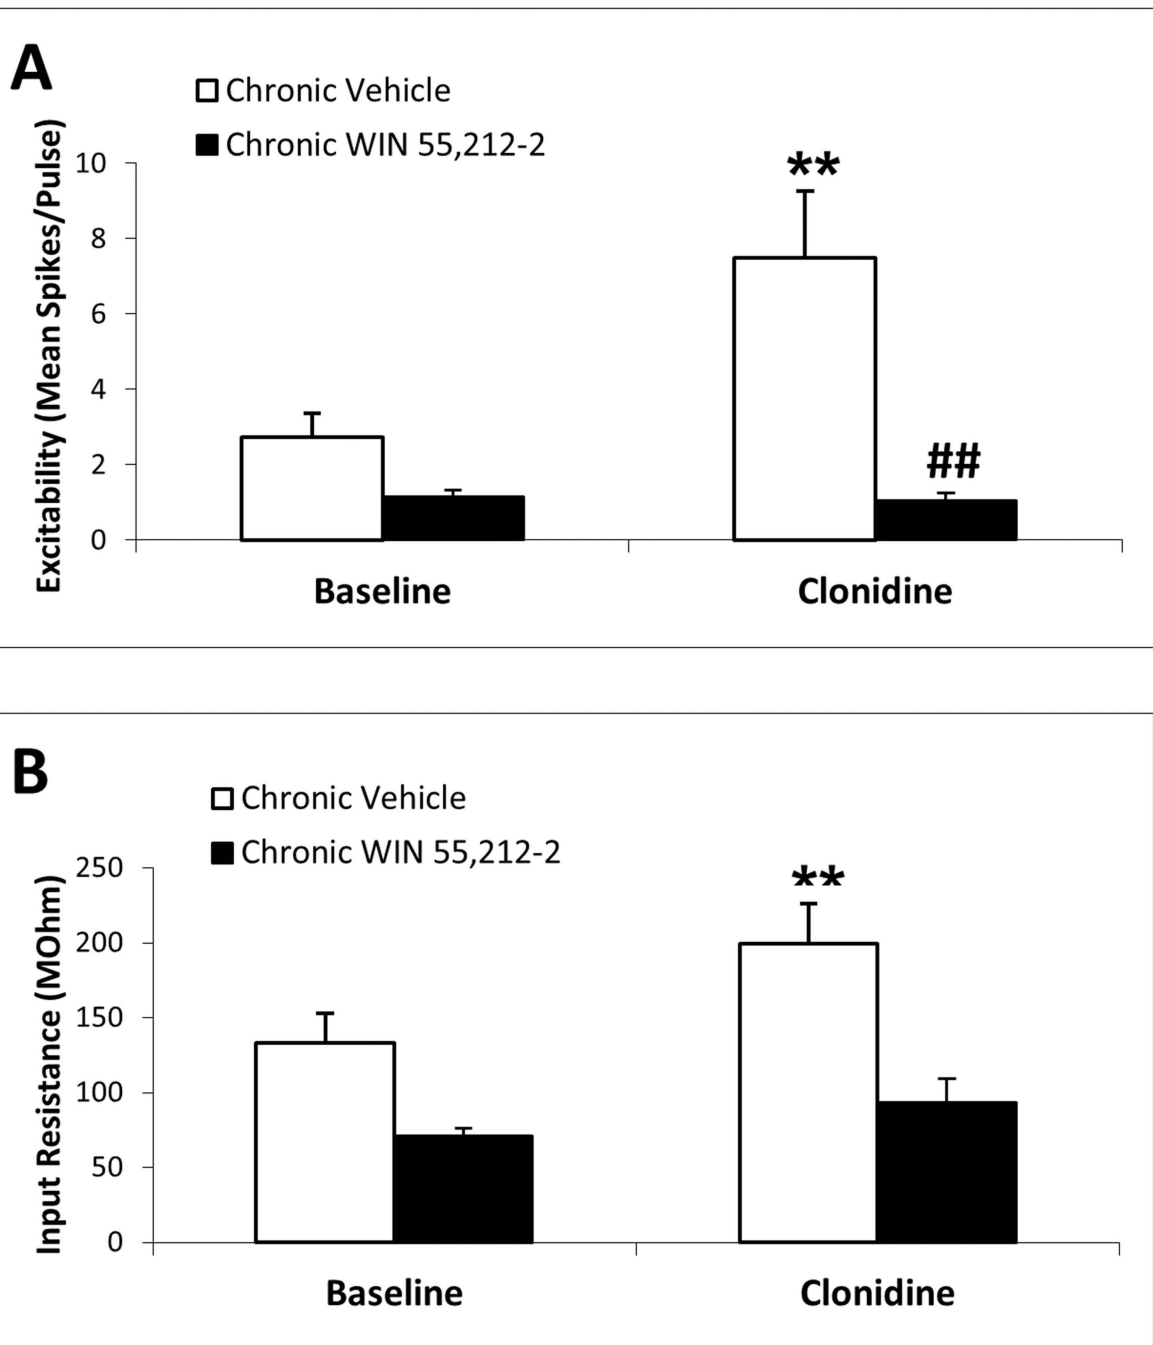 A
Chronic Vehicle
Chronic WIN 55,212-2
Excitability (Mean Spikes/Pulse)
10
8
6
4
2
0
**
##
Baseline
Clonidine
B
Chronic Vehicle
Chronic WIN 55,212-2
Input Resistance (MOhm)
250
200
150
100
50
0
**
Baseline
Clonidine